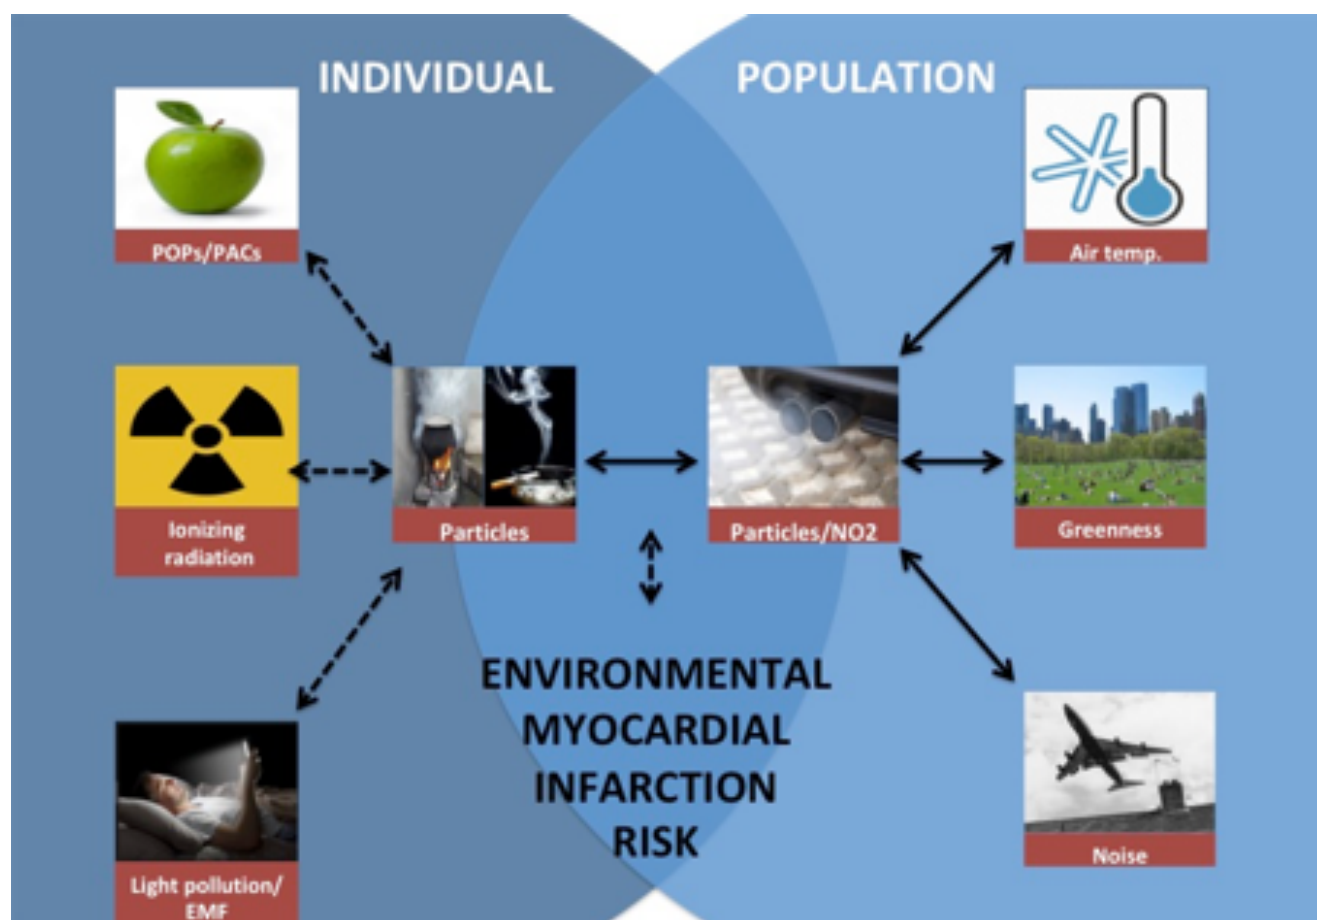 INDIVIDUAL
POPULATION
POPs/PACs
Air temp.
Ionizing
radiation
Particles
Particles/NO2
Greenness
ENVIRONMENTAL
MYOCARDIAL
INFARCTION
RISK
Light pollution/
EMF
Noise